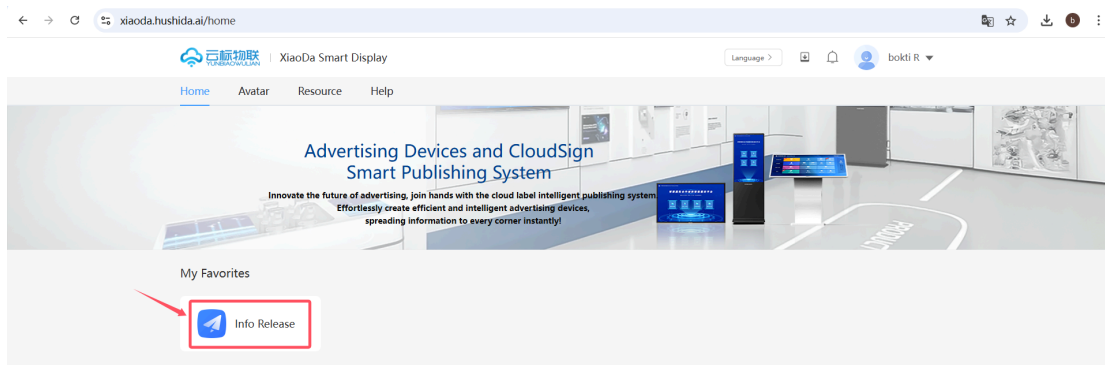 xiaoda.hushida.ai/home
b
云标物联
YUNBIAOWULIAN
XiaoDa Smart Display
Language >
bokti R
Home Avatar Resource Help
Advertising Devices and CloudSign
Smart Publishing System
Innovate the future of advertising, join hands with the cloud label intelligent publishing system,
Effortlessly create efficient and intelligent advertising devices,
spreading information to every corner instantly!
My Favorites
Info Release